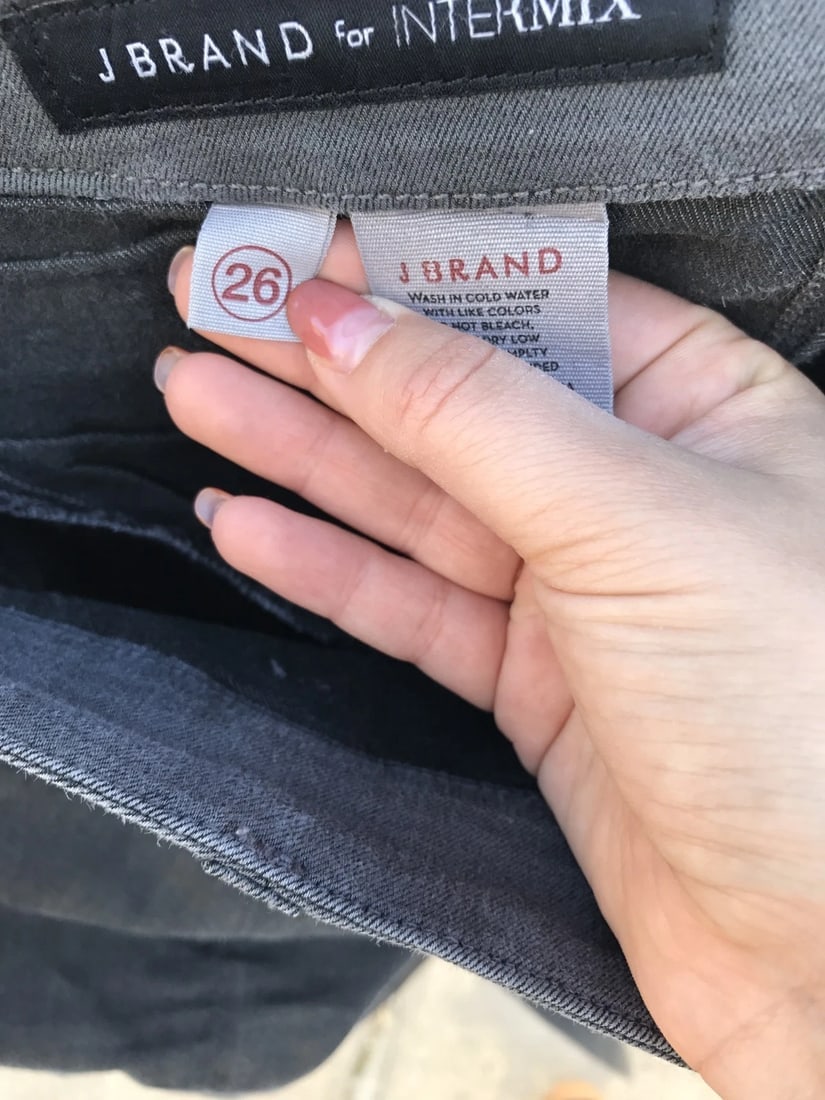 J BRAND for INTERMIX
26
J BRAND
WASH IN COLD WATER
WITH LIKE COLORS
NOT BLEACH,
DRY LOW